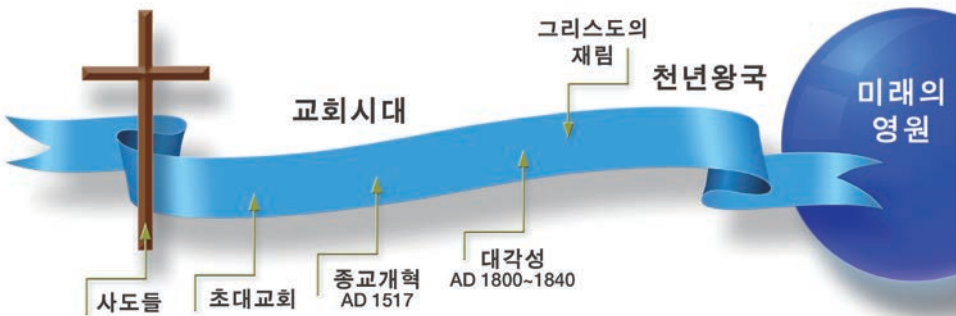 그리스도의
재림
천년왕국
미래의
영원
교회시대
사도들
초대교회
종교개혁
AD 1517
대각성
AD 1800~1840